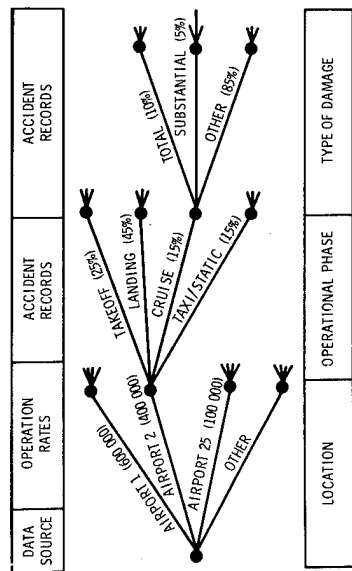 DATA
SOURCE
OPERATION
RATES
ACCIDENT
RECORDS
ACCIDENT
RECORDS
AIRPORT 1 (600 000)
AIRPORT 2 (400 000)
AIRPORT 25 (100 000)
OTHER
TAKEOFF (25%)
LANDING (45%)
CRUISE (15%)
TAXI/STATIC (15%)
TOTAL (10%)
SUBSTANTIAL (5%)
OTHER (85%)
LOCATION
OPERATIONAL PHASE
TYPE OF DAMAGE